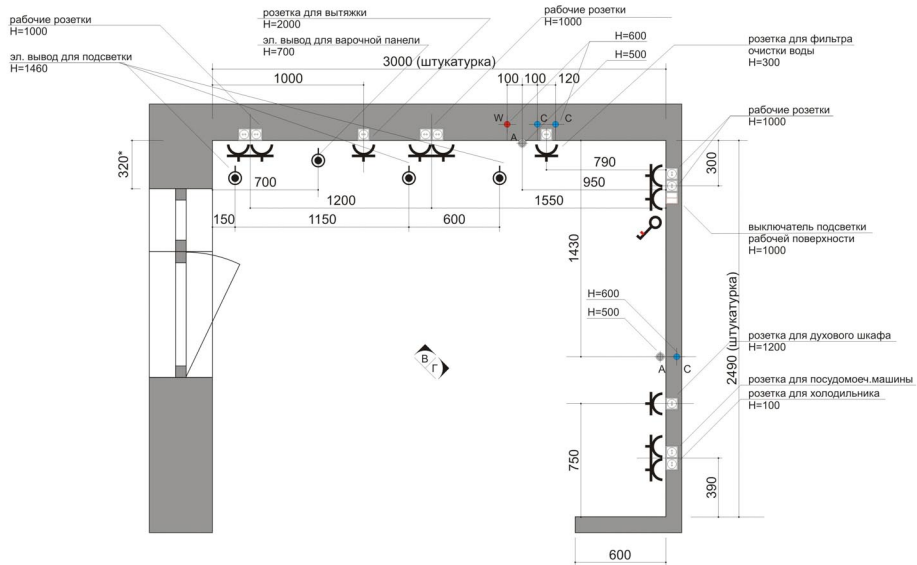 рабочие розетки
H=1000
эл. вывод для подсветки
H=1460
розетка для вытяжки
H=2000
эл. вывод для варочной панели
H=700
рабочие розетки
H=1000
H=600
H=500
розетка для фильтра
очистки воды
H=300
3000 (штукатурка)
1000
100 100 120
W
C
C
A
рабочие розетки
H=1000
320*
790
300
700
950
1200
1550
150
1150
600
1430
выключатель подсветки
рабочей поверхности
H=1000
2490 (штукатурка)
H=600
H=500
A
C
розетка для духового шкафа
H=1200
В
Г
розетка для посудомоеч.машины
розетка для холодильника
H=100
750
390
600